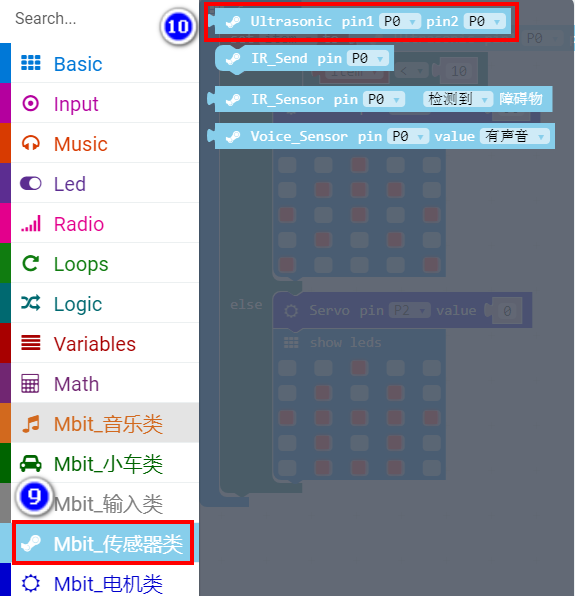 Search...
Basic
Input
Music
Led
Radio
Loops
Logic
Variables
Math
Mbit_音乐类
Mbit_小车类
9
Mbit_输入类
Mbit_传感器类
Mbit_电机类
10
Ultrasonic pin1 P0 pin2 P0
IR_Send pin P0
P0
item < 10
IR_Sensor pin P0 检测到 障碍物
Voice_Sensor pin P0 value 有声音
else
Servo pin P2 value 0
show leds